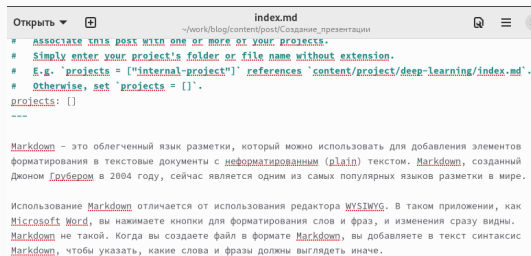 Открыть
index.md
~/work/blog/content/post/Создание_презентации
#   Associate this post with one or more of your projects.
#   Simply enter your project's folder or file name without extension.
#   E.g. `projects = ["internal-project"]` references `content/project/deep-learning/index.md`.
#   Otherwise, set `projects = []`.
projects: []
---
Markdown – это облегченный язык разметки, который можно использовать для добавления элементов
форматирования в текстовые документы с неформатированным (plain) текстом. Markdown, созданный
Джоном Грубером в 2004 году, сейчас является одним из самых популярных языков разметки в мире.
Использование Markdown отличается от использования редактора WYSIWYG. В таком приложении, как
Microsoft Word, вы нажимаете кнопки для форматирования слов и фраз, и изменения сразу видны.
Markdown не такой. Когда вы создаете файл в формате Markdown, вы добавляете в текст синтаксис
Markdown, чтобы указать, какие слова и фразы должны выглядеть иначе.